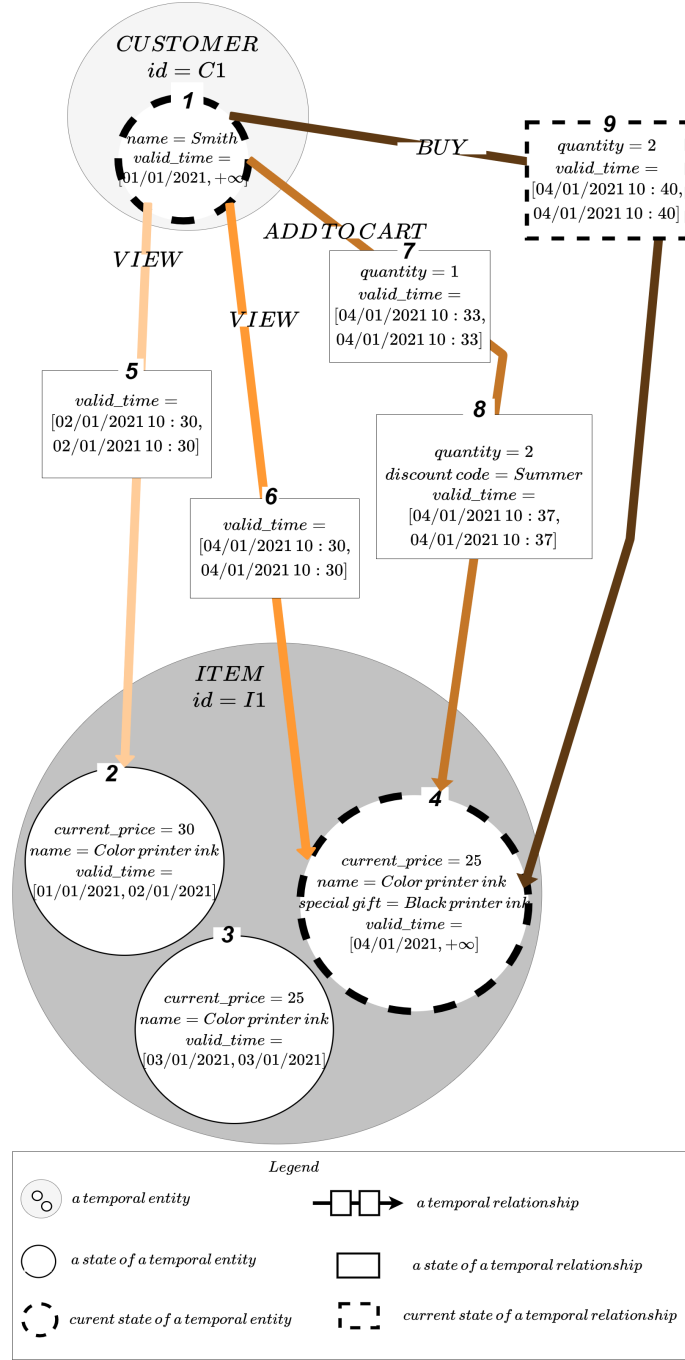 CUSTOMER
id = C1
1
name = Smith
valid_time =
[01/01/2021, +∞]
BUY
9
quantity = 2
valid_time =
[04/01/2021 10 : 40,
04/01/2021 10 : 40]
ADD TO CART
VIEW
VIEW
7
quantity = 1
valid_time =
[04/01/2021 10 : 33,
04/01/2021 10 : 33]
5
valid_time =
[02/01/2021 10 : 30,
02/01/2021 10 : 30]
8
quantity = 2
discount code = Summer
valid_time =
[04/01/2021 10 : 37,
04/01/2021 10 : 37]
6
valid_time =
[04/01/2021 10 : 30,
04/01/2021 10 : 30]
ITEM
id = I1
2
current_price = 30
name = Color printer ink
valid_time =
[01/01/2021, 02/01/2021]
4
current_price = 25
name = Color printer ink
special gift = Black printer ink
valid_time =
[04/01/2021, +∞]
3
current_price = 25
name = Color printer ink
valid_time =
[03/01/2021, 03/01/2021]
Legend
a temporal entity
a temporal relationship
a state of a temporal entity
a state of a temporal relationship
curent state of a temporal entity
current state of a temporal relationship